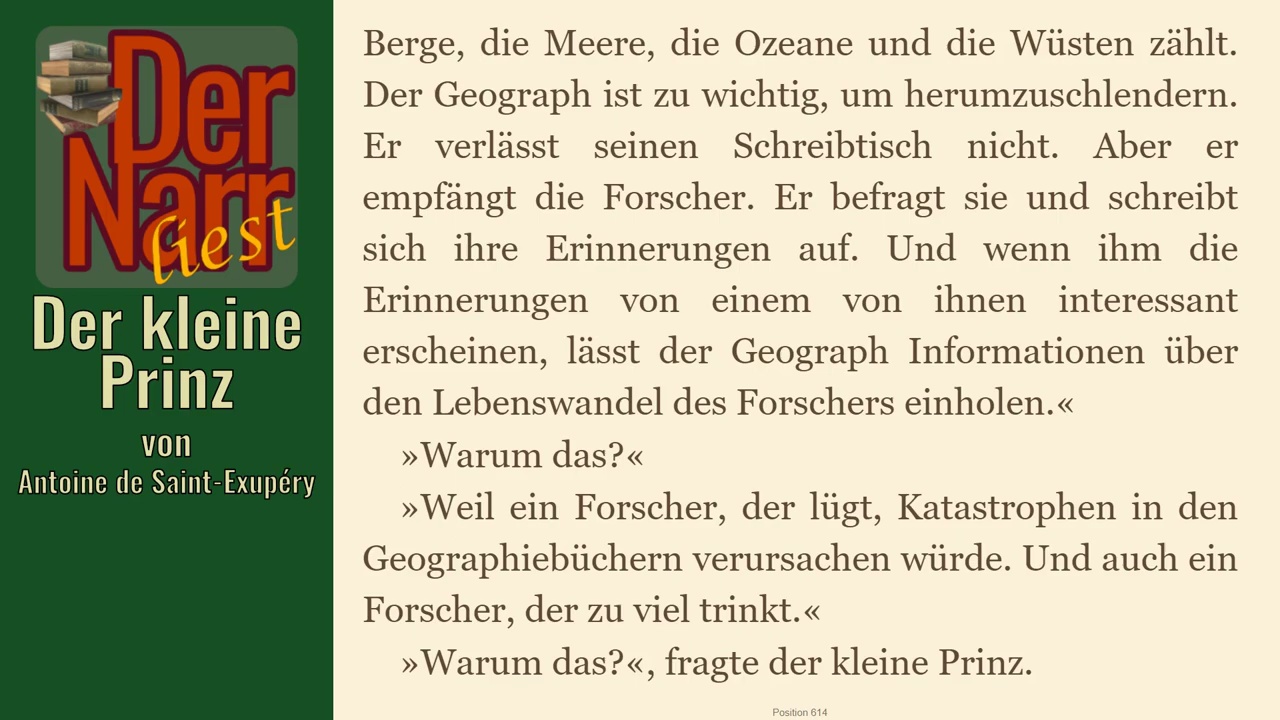 Der
Narr
liest
Der kleine
Prinz
von
Antoine de Saint-Exupéry
Berge, die Meere, die Ozeane und die Wüsten zählt.
Der Geograph ist zu wichtig, um herumzuschlendern.
Er verlässt seinen Schreibtisch nicht. Aber er
empfängt die Forscher. Er befragt sie und schreibt
sich ihre Erinnerungen auf. Und wenn ihm die
Erinnerungen von einem von ihnen interessant
erscheinen, lässt der Geograph Informationen über
den Lebenswandel des Forschers einholen.«
»Warum das?«
»Weil ein Forscher, der lügt, Katastrophen in den
Geographiebüchern verursachen würde. Und auch ein
Forscher, der zu viel trinkt.«
»Warum das?«, fragte der kleine Prinz.
Position 614